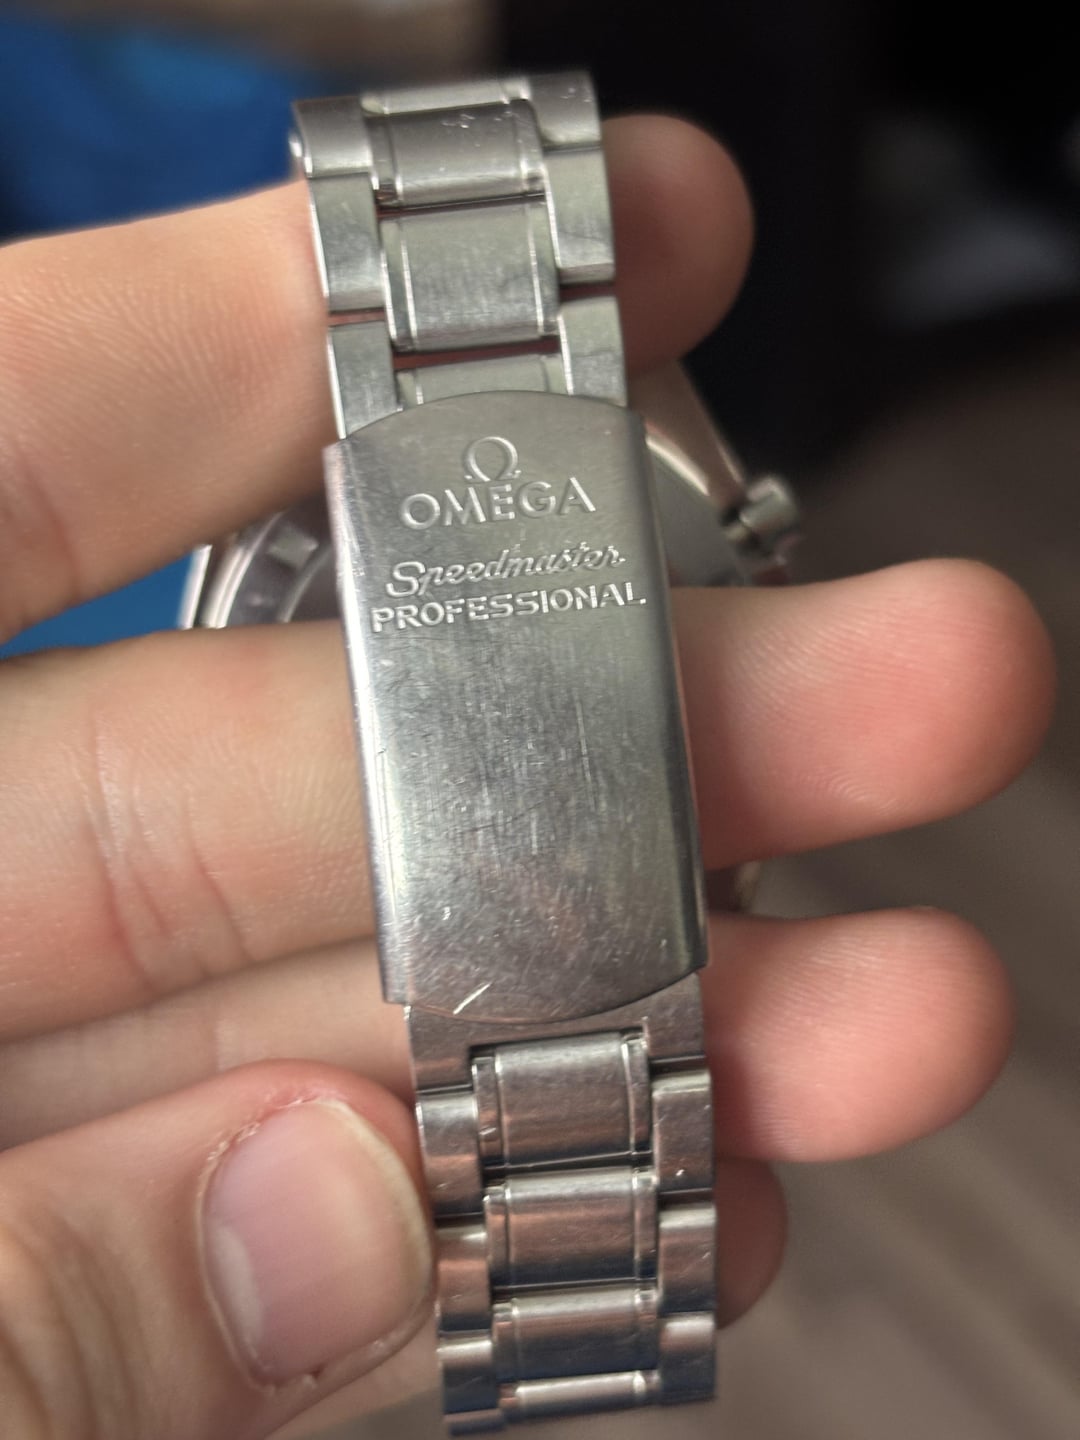 Ω
OMEGA
Speedmaster
PROFESSIONAL